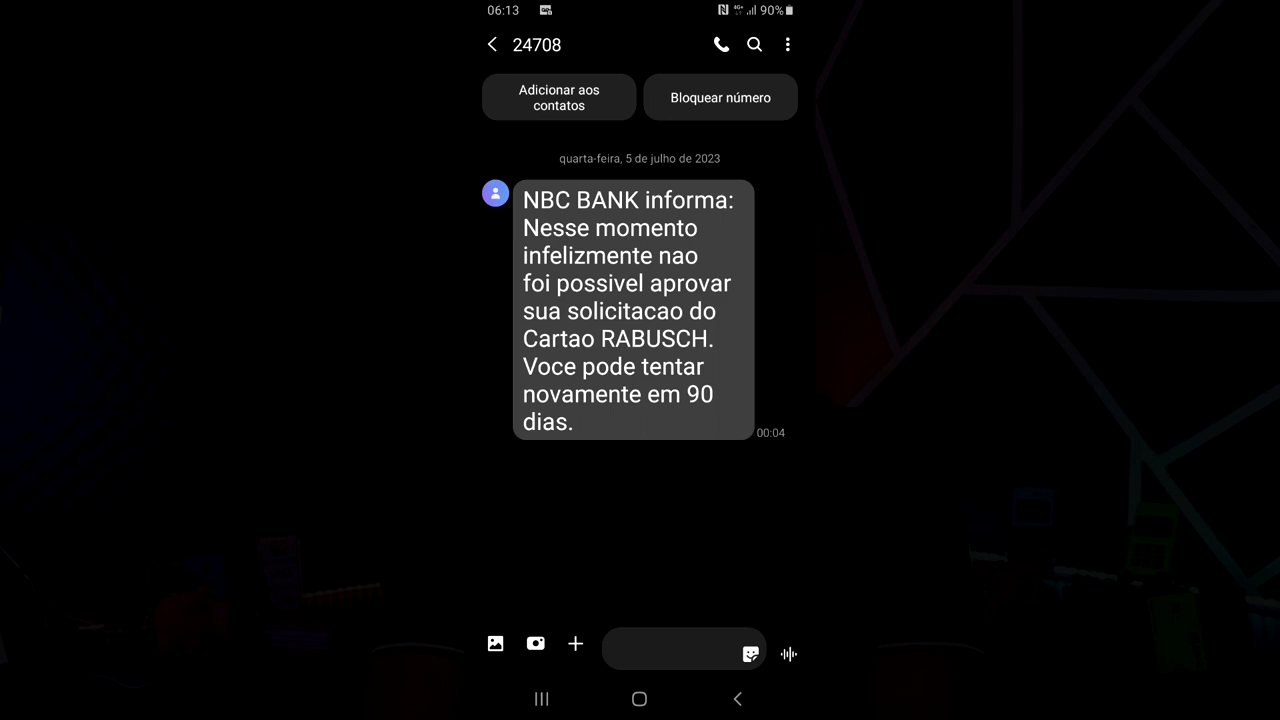 06:13
4G+
90%
24708
Adicionar aos
contatos
Bloquear número
quarta-feira, 5 de julho de 2023
NBC BANK informa:
Nesse momento
infelizmente nao
foi possivel aprovar
sua solicitacao do
Cartao RABUSCH.
Voce pode tentar
novamente em 90
dias.
00:04